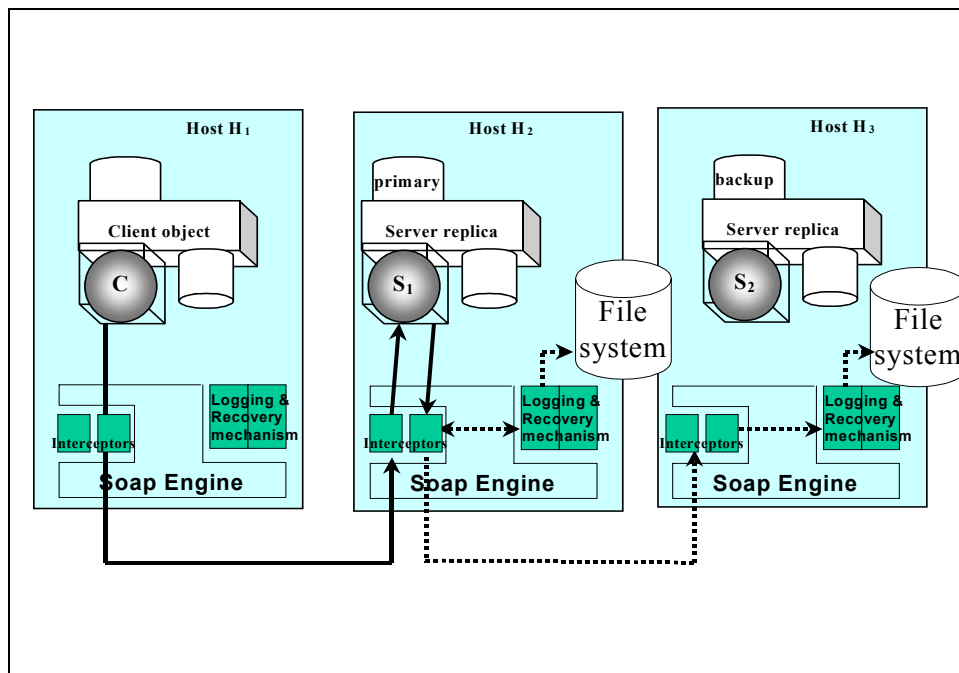 Host H1
Client object
C
Logging &
Recovery
mechanism
Interceptors
Soap Engine
Host H2
primary
Server replica
S1
File
system
Logging &
Recovery
mechanism
Interceptors
Soap Engine
Host H3
backup
Server replica
S2
File
system
Logging &
Recovery
mechanism
Interceptors
Soap Engine